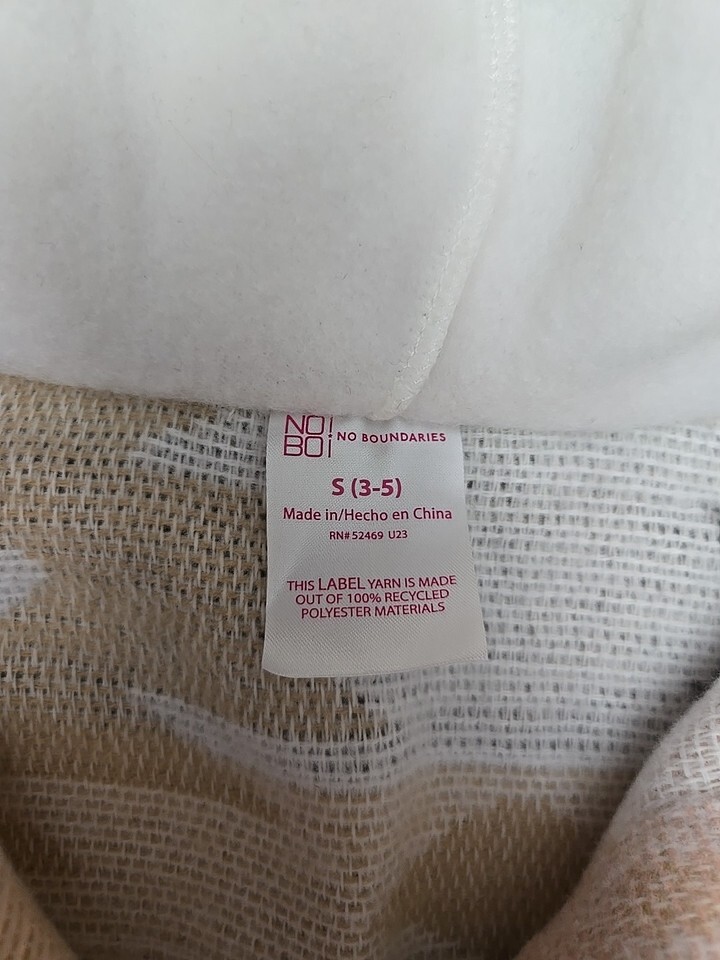 NO!
BO!
NO BOUNDARIES
S (3-5)
Made in/Hecho en China
RN# 52469 U23
THIS LABEL YARN IS MADE
OUT OF 100% RECYCLED
POLYESTER MATERIALS